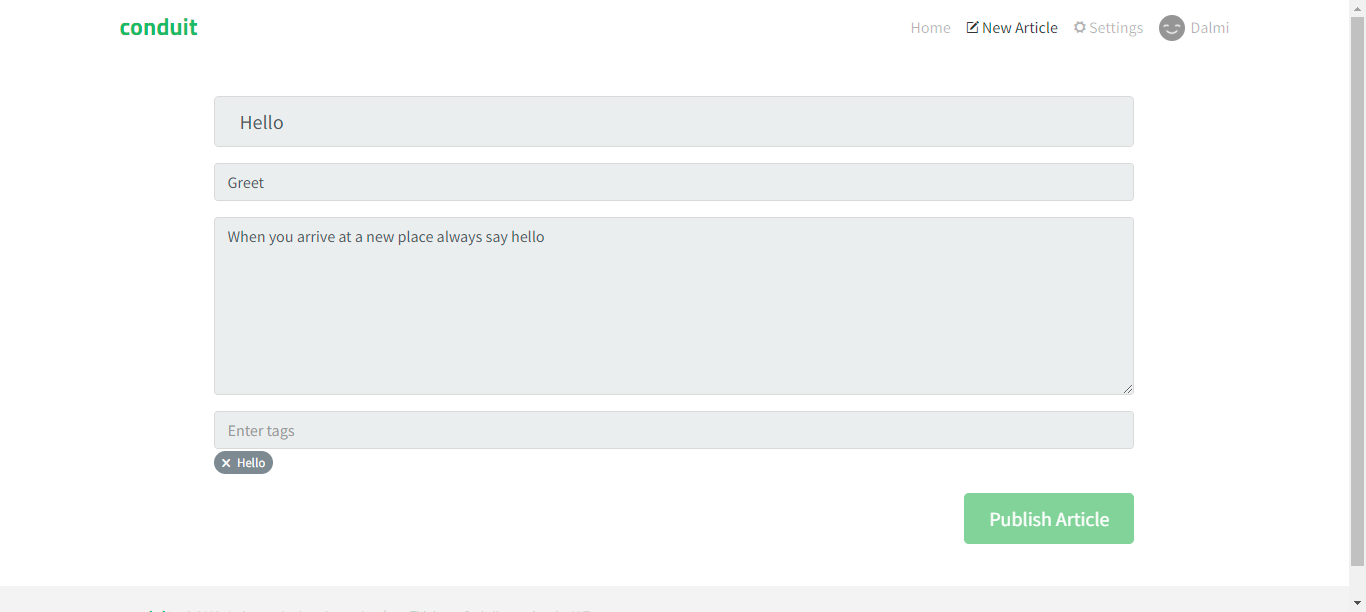 conduit
Home New Article Settings Dalmi
Hello
Greet
When you arrive at a new place always say hello
Enter tags
× Hello
Publish Article